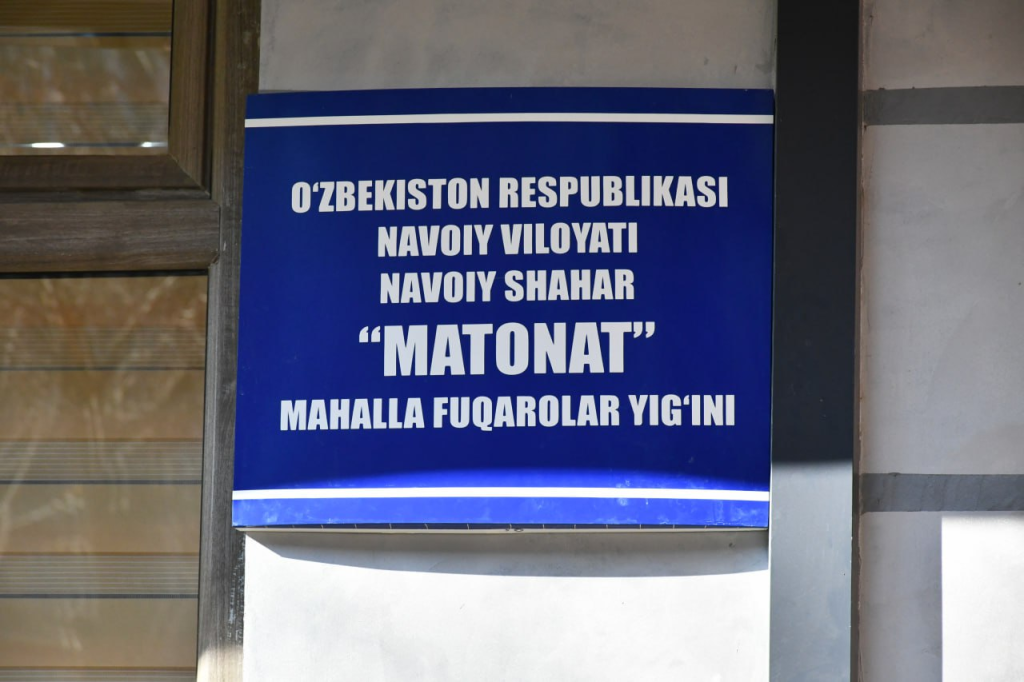 O‘ZBEKISTON RESPUBLIKASI
NAVOIY VILOYATI
NAVOIY SHAHAR
“MATONAT”
MAHALLA FUQAROLAR YIG‘INI